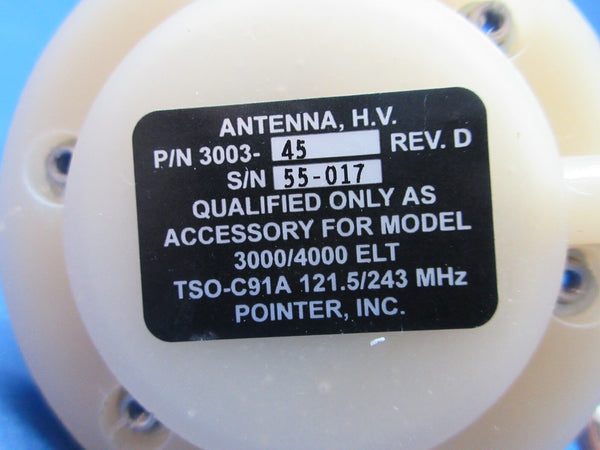 ANTENNA, H.V.
P/N 3003- 45 REV. D
S/N 55-017
QUALIFIED ONLY AS
ACCESSORY FOR MODEL
3000/4000 ELT
TSO-C91A 121.5/243 MHz
POINTER, INC.